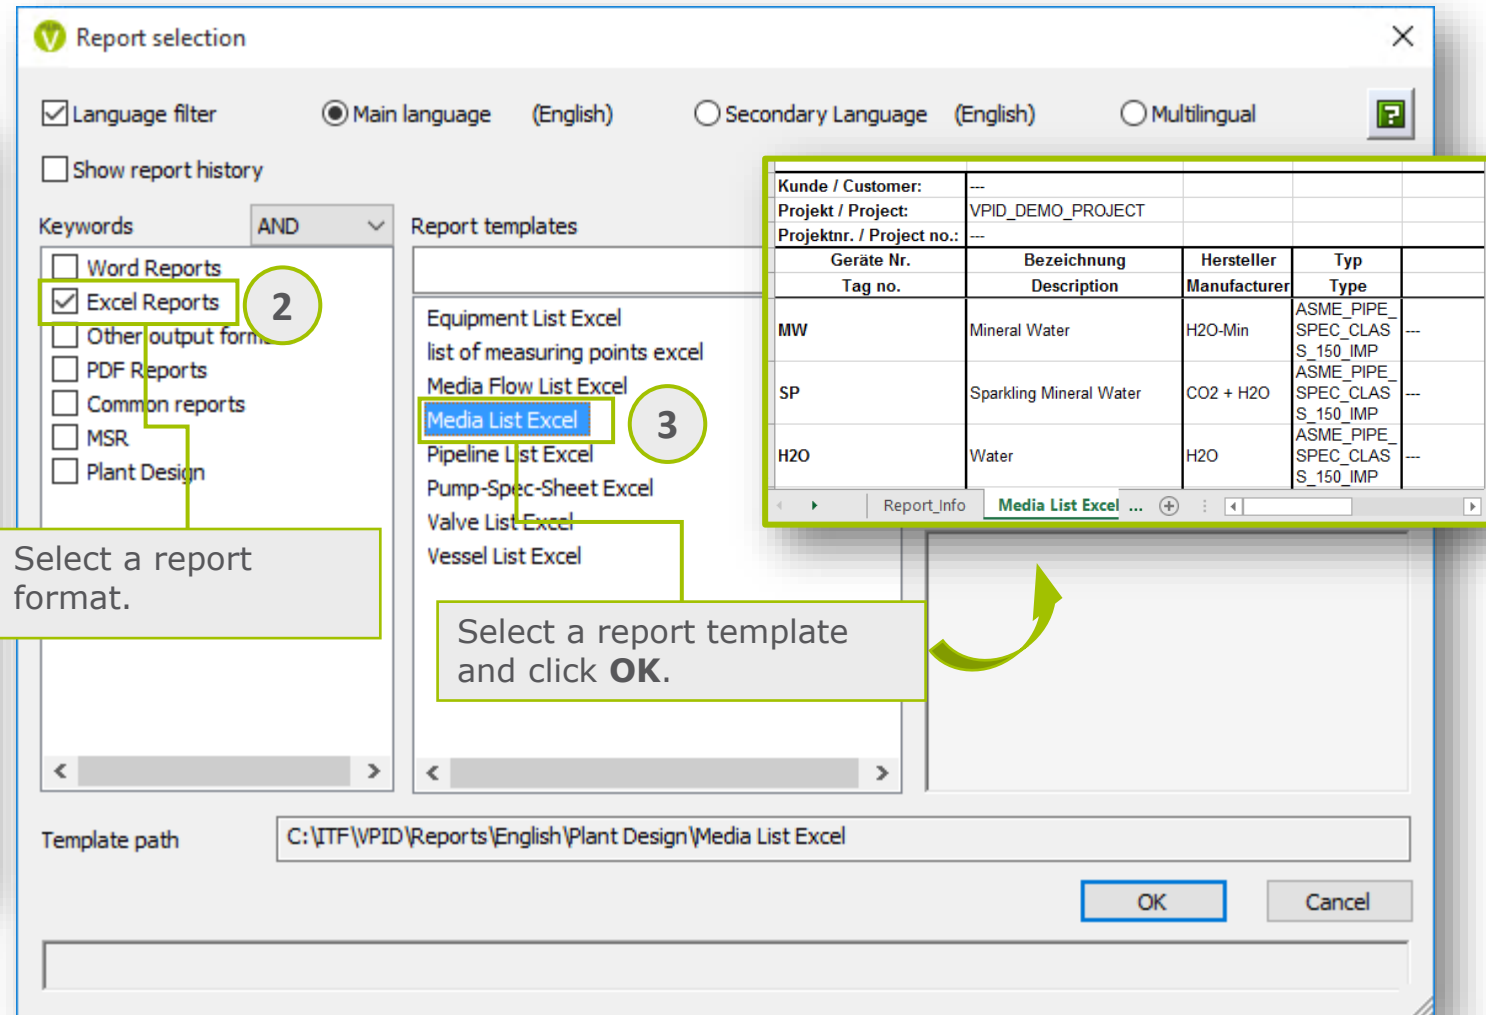 Report selection
Language filter
Main language (English)
Secondary Language (English)
Multilingual
Show report history
Keywords
AND
Report templates
Word Reports
Excel Reports
2
Other output form
PDF Reports
Common reports
MSR
Plant Design
Select a report
format.
Equipment List Excel
list of measuring points excel
Media Flow List Excel
Media List Excel
3
Pipeline List Excel
Pump-Spec-Sheet Excel
Valve List Excel
Vessel List Excel
Select a report template
and click OK.
Kunde / Customer: ---
Projekt / Project: VPID_DEMO_PROJECT
Projektnr. / Project no.: ---
Geräte Nr. Bezeichnung Hersteller Typ
Tag no. Description Manufacturer Type
MW Mineral Water H2O-Min ASME_PIPE_
SPEC_CLAS
S_150_IMP ---
SP Sparkling Mineral Water CO2 + H2O ASME_PIPE_
SPEC_CLAS
S_150_IMP ---
H2O Water H2O ASME_PIPE_
SPEC_CLAS
S_150_IMP ---
Report_Info Media List Excel ...
Template path
C:\ITF\VPID\Reports\English\Plant Design\Media List Excel
OK
Cancel